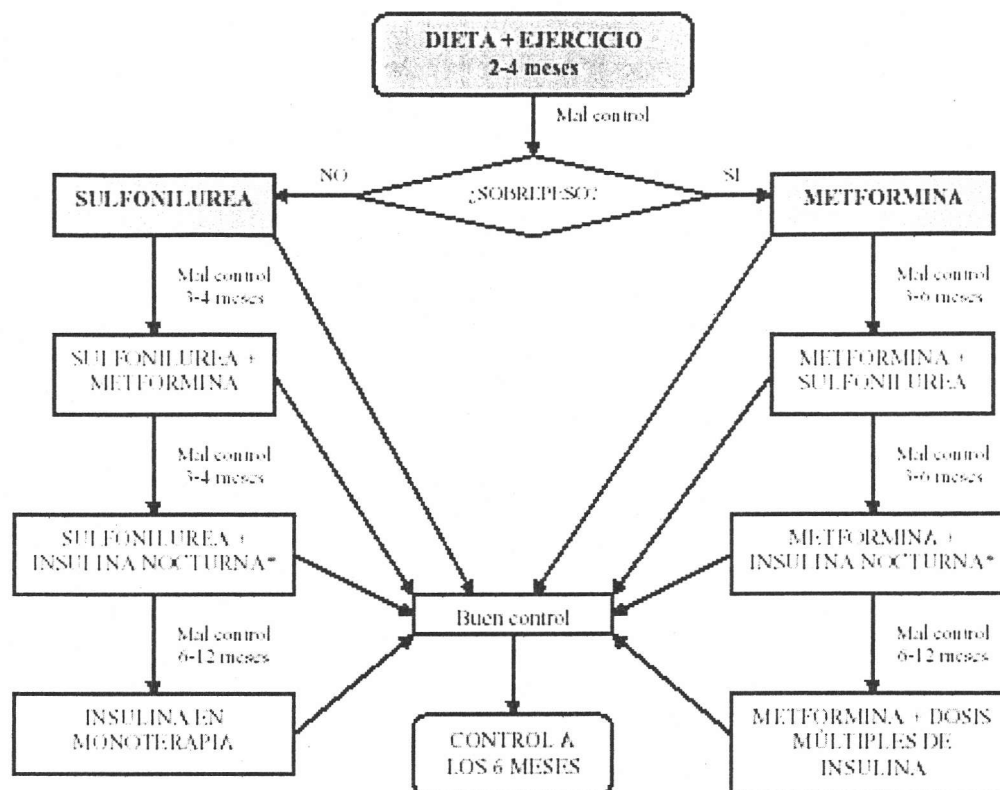 DIETA + EJERCICIO
2-4 meses
Mal control
NO
¿SOBREPESO?
SI
SULFONILUREA
METFORMINA
Mal control
3-4 meses
Mal control
3-6 meses
SULFONILUREA +
METFORMINA
METFORMINA +
SULFONILUREA
Mal control
3-4 meses
Mal control
3-6 meses
SULFONILUREA +
INSULINA NOCTURNA*
METFORMINA +
INSULINA NOCTURNA*
Buen control
Mal control
6-12 meses
Mal control
6-12 meses
INSULINA EN
MONOTERAPIA
CONTROL A
LOS 6 MESES
METFORMINA + DOSIS
MÚLTIPLES DE
INSULINA